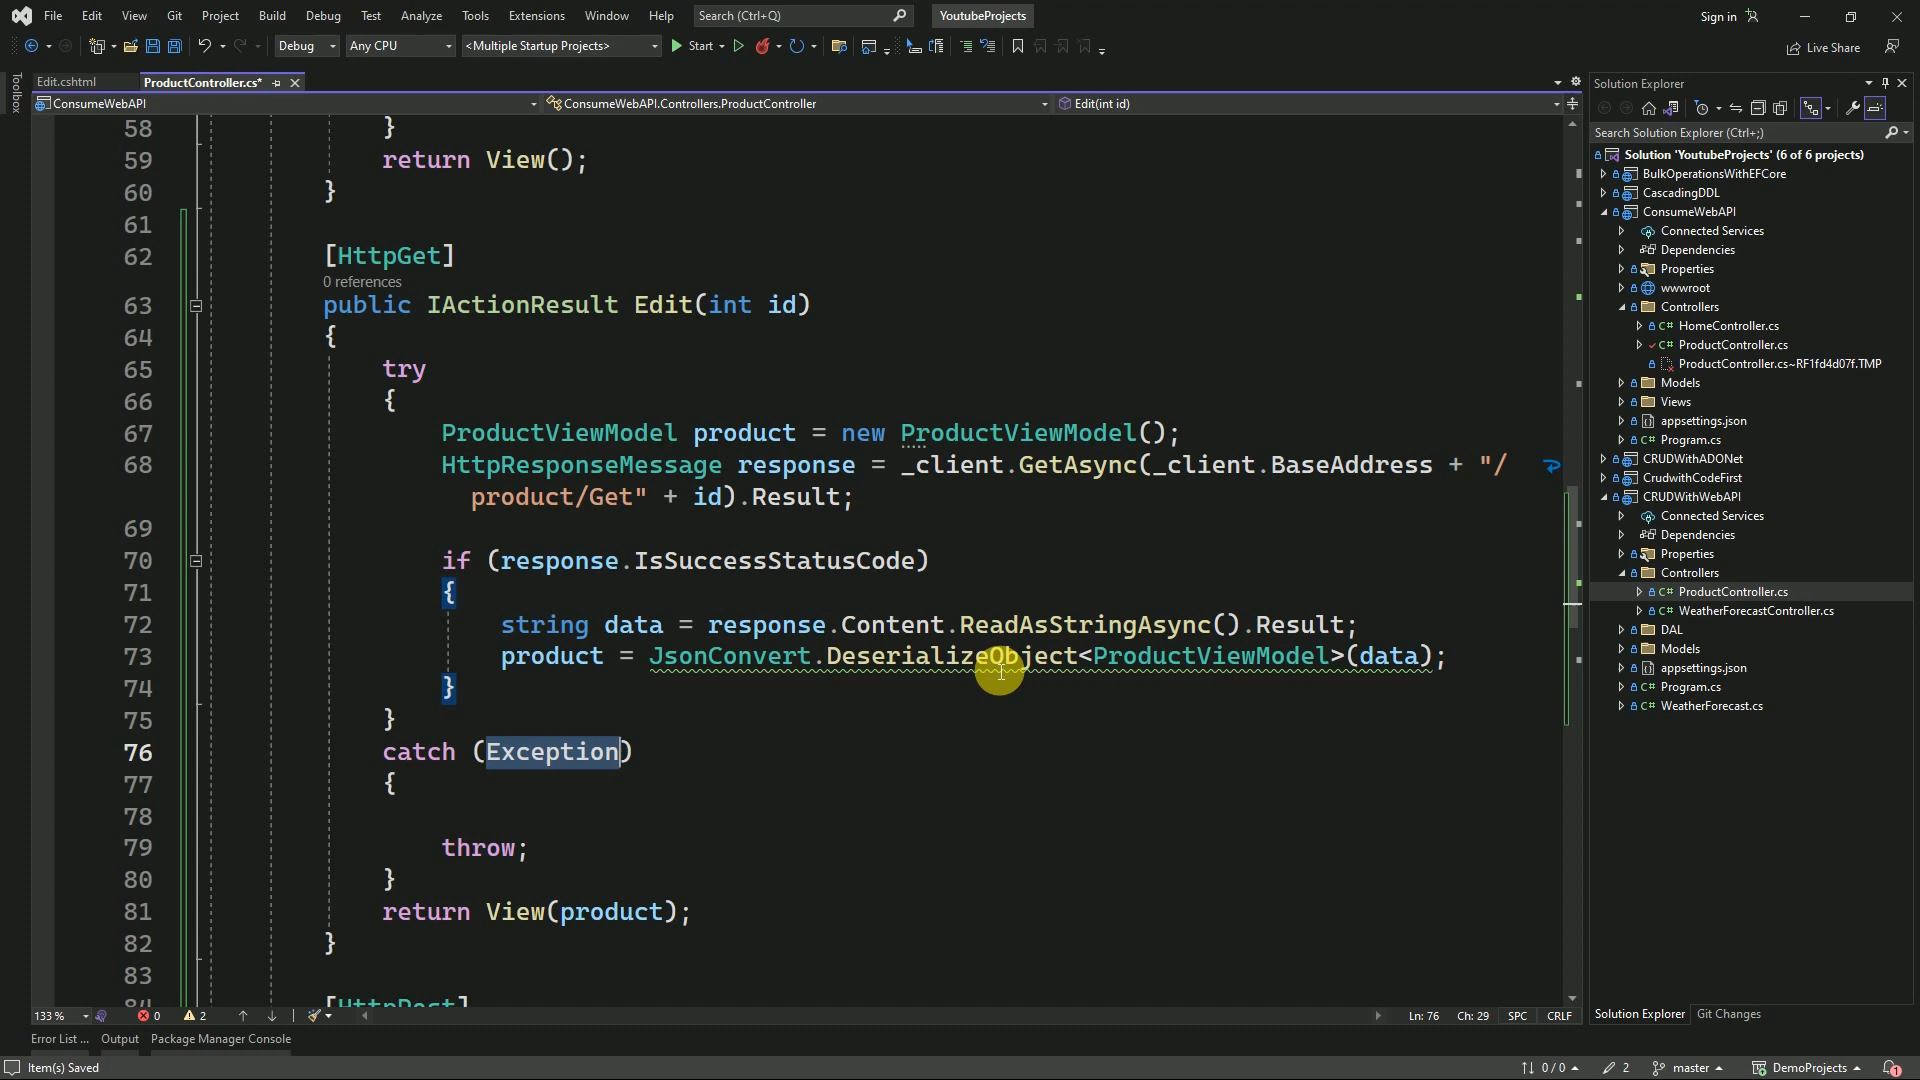 File Edit View Git Project Build Debug Test Analyze Tools Extensions Window Help Search (Ctrl+Q) YoutubeProjects Sign in
Debug Any CPU <Multiple Startup Projects> Start Live Share
Toolbox
Edit.cshtml ProductController.cs*
ConsumeWebAPI ConsumeWebAPI.Controllers.ProductController Edit(int id)
58 }
59 return View();
60 }
61
62 [HttpGet]
0 references
63 public IActionResult Edit(int id)
64 {
65 try
66 {
67 ProductViewModel product = new ProductViewModel();
68 HttpResponseMessage response = _client.GetAsync(_client.BaseAddress + "/
product/Get" + id).Result;
69
70 if (response.IsSuccessStatusCode)
71 {
72 string data = response.Content.ReadAsStringAsync().Result;
73 product = JsonConvert.DeserializeObject<ProductViewModel>(data);
74 }
75 }
76 catch (Exception)
77 {
78
79 throw;
80 }
81 return View(product);
82 }
83
84 [HttpPost]
133 % 0 2 Ln: 76 Ch: 29 SPC CRLF
Error List ... Output Package Manager Console
Item(s) Saved 0 / 0 2 master DemoProjects 1
Solution Explorer
Search Solution Explorer (Ctrl+;)
Solution 'YoutubeProjects' (6 of 6 projects)
BulkOperationsWithEFCore
CascadingDDL
ConsumeWebAPI
Connected Services
Dependencies
Properties
wwwroot
Controllers
C# HomeController.cs
C# ProductController.cs
ProductController.cs~RF1fd4d07f.TMP
Models
Views
appsettings.json
C# Program.cs
CRUDWithADONet
CrudwithCodeFirst
CRUDWithWebAPI
Connected Services
Dependencies
Properties
Controllers
C# ProductController.cs
C# WeatherForecastController.cs
DAL
Models
appsettings.json
C# Program.cs
C# WeatherForecast.cs
Solution Explorer Git Changes